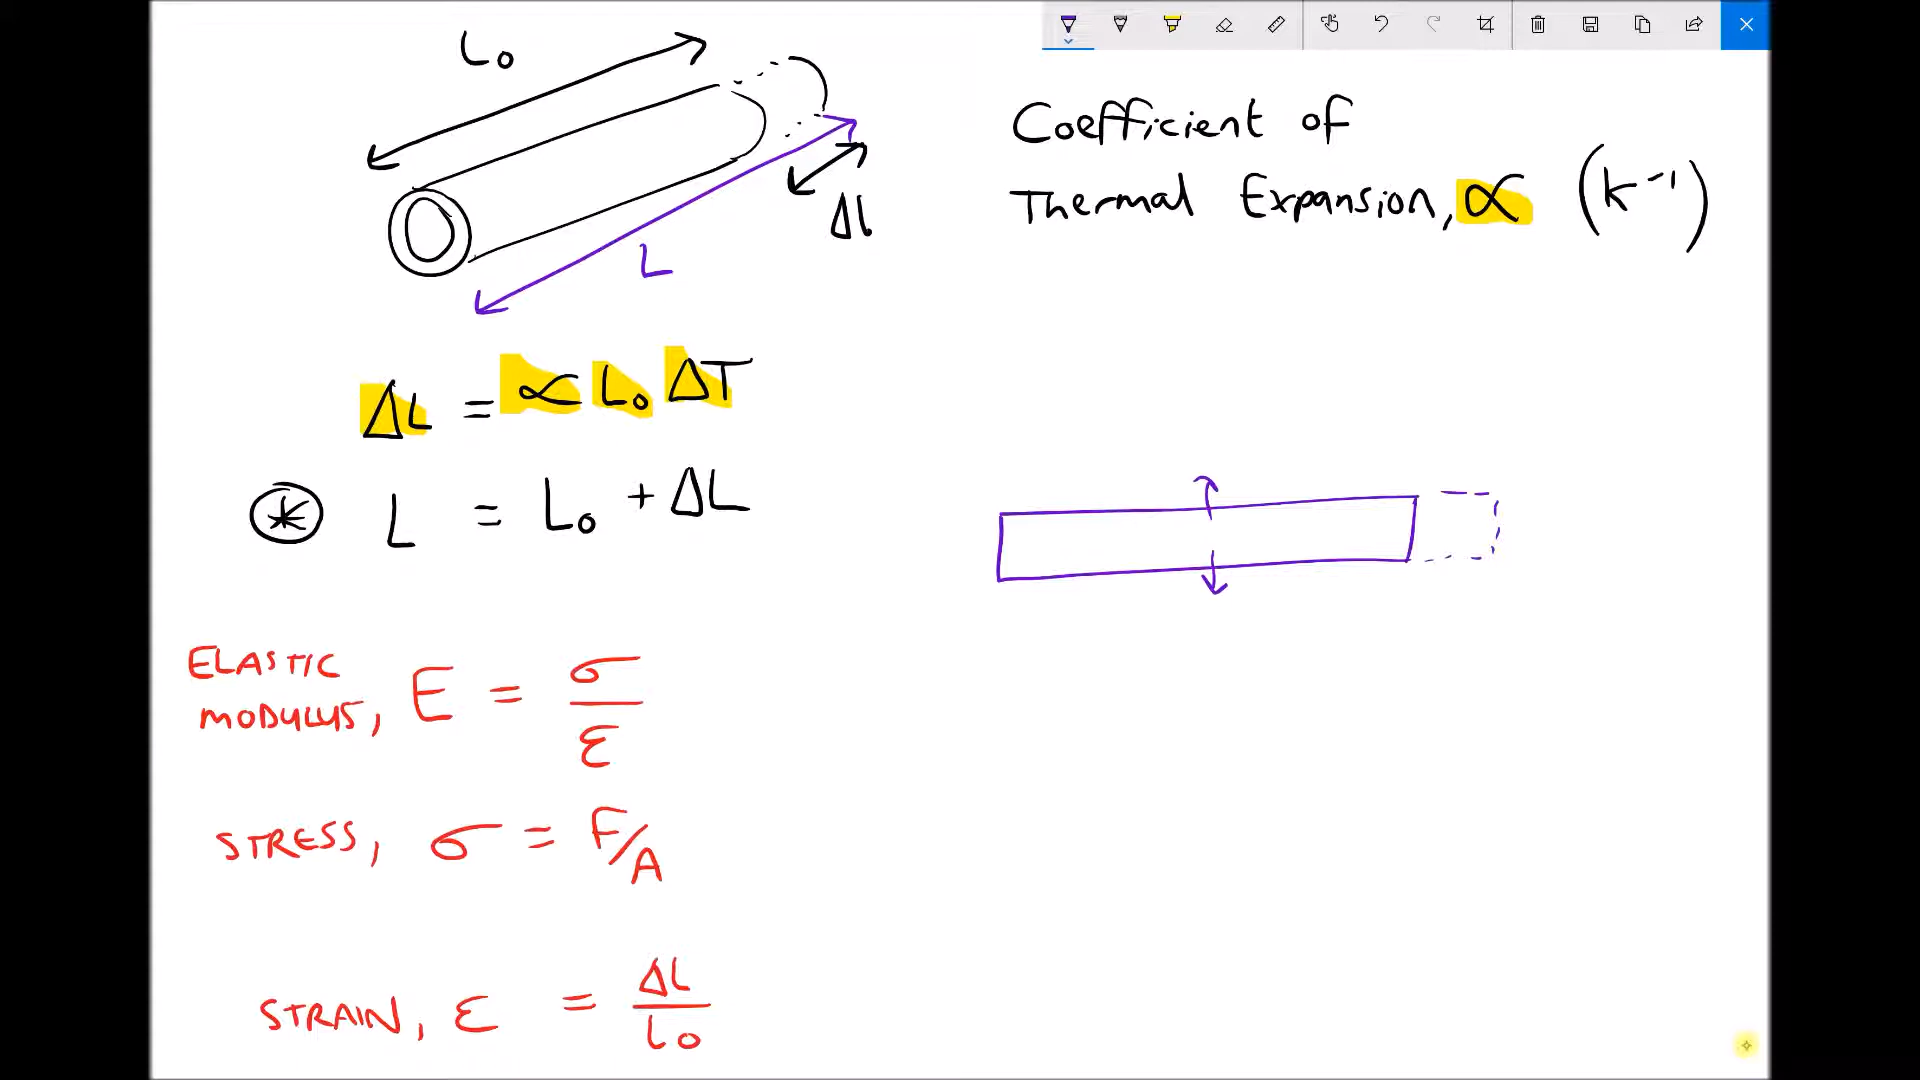 L₀
Coefficient of
Thermal Expansion, α (K⁻¹)
Δl
L
ΔL = α L₀ ΔT
* L = L₀ + ΔL
ELASTIC
MODULUS, E = σ/ε
STRESS, σ = F/A
STRAIN, ε = ΔL/L₀